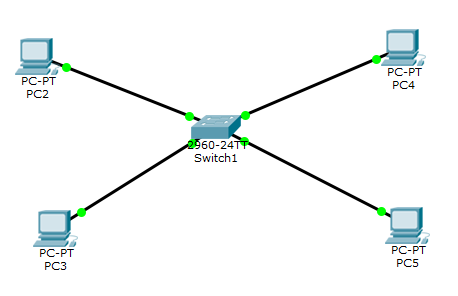 PC-PT
PC2
PC-PT
PC4
2960-24TT
Switch1
PC-PT
PC3
PC-PT
PC5